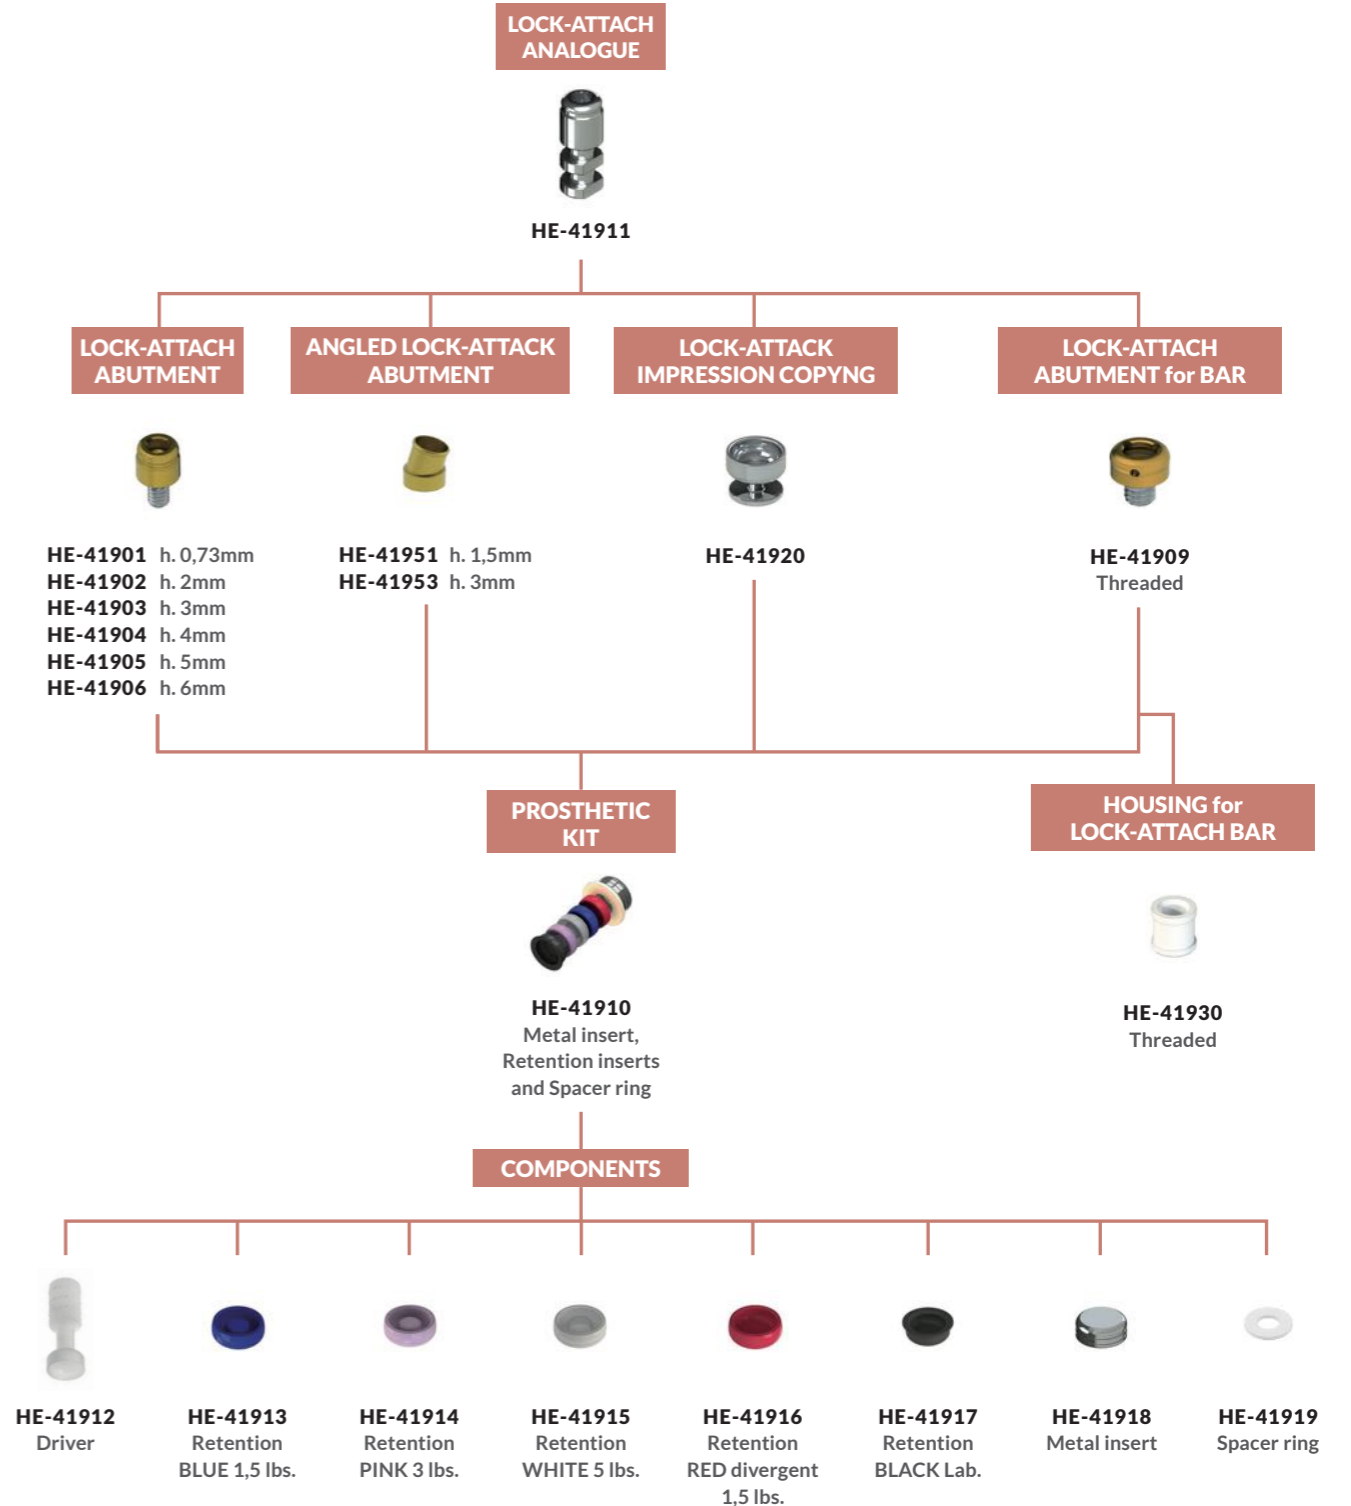 LOCK-ATTACH
ANALOGUE
HE-41911
LOCK-ATTACH
ABUTMENT
ANGLED LOCK-ATTACK
ABUTMENT
LOCK-ATTACK
IMPRESSION COPYNG
LOCK-ATTACH
ABUTMENT for BAR
HE-41901 h. 0,73mm
HE-41902 h. 2mm
HE-41903 h. 3mm
HE-41904 h. 4mm
HE-41905 h. 5mm
HE-41906 h. 6mm
HE-41951 h. 1,5mm
HE-41953 h. 3mm
HE-41920
HE-41909
Threaded
PROSTHETIC
KIT
HE-41910
Metal insert,
Retention inserts
and Spacer ring
HOUSING for
LOCK-ATTACH BAR
HE-41930
Threaded
COMPONENTS
HE-41912
Driver
HE-41913
Retention
BLUE 1,5 lbs.
HE-41914
Retention
PINK 3 lbs.
HE-41915
Retention
WHITE 5 lbs.
HE-41916
Retention
RED divergent
1,5 lbs.
HE-41917
Retention
BLACK Lab.
HE-41918
Metal insert
HE-41919
Spacer ring